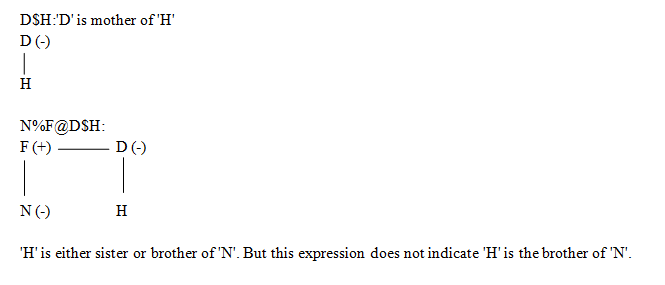 D$H:'D' is mother of 'H'
D (-)
H
N%F@D$H:
F (+) D (-)
N (-) H
'H' is either sister or brother of 'N'. But this expression does not indicate 'H' is the brother of 'N'.